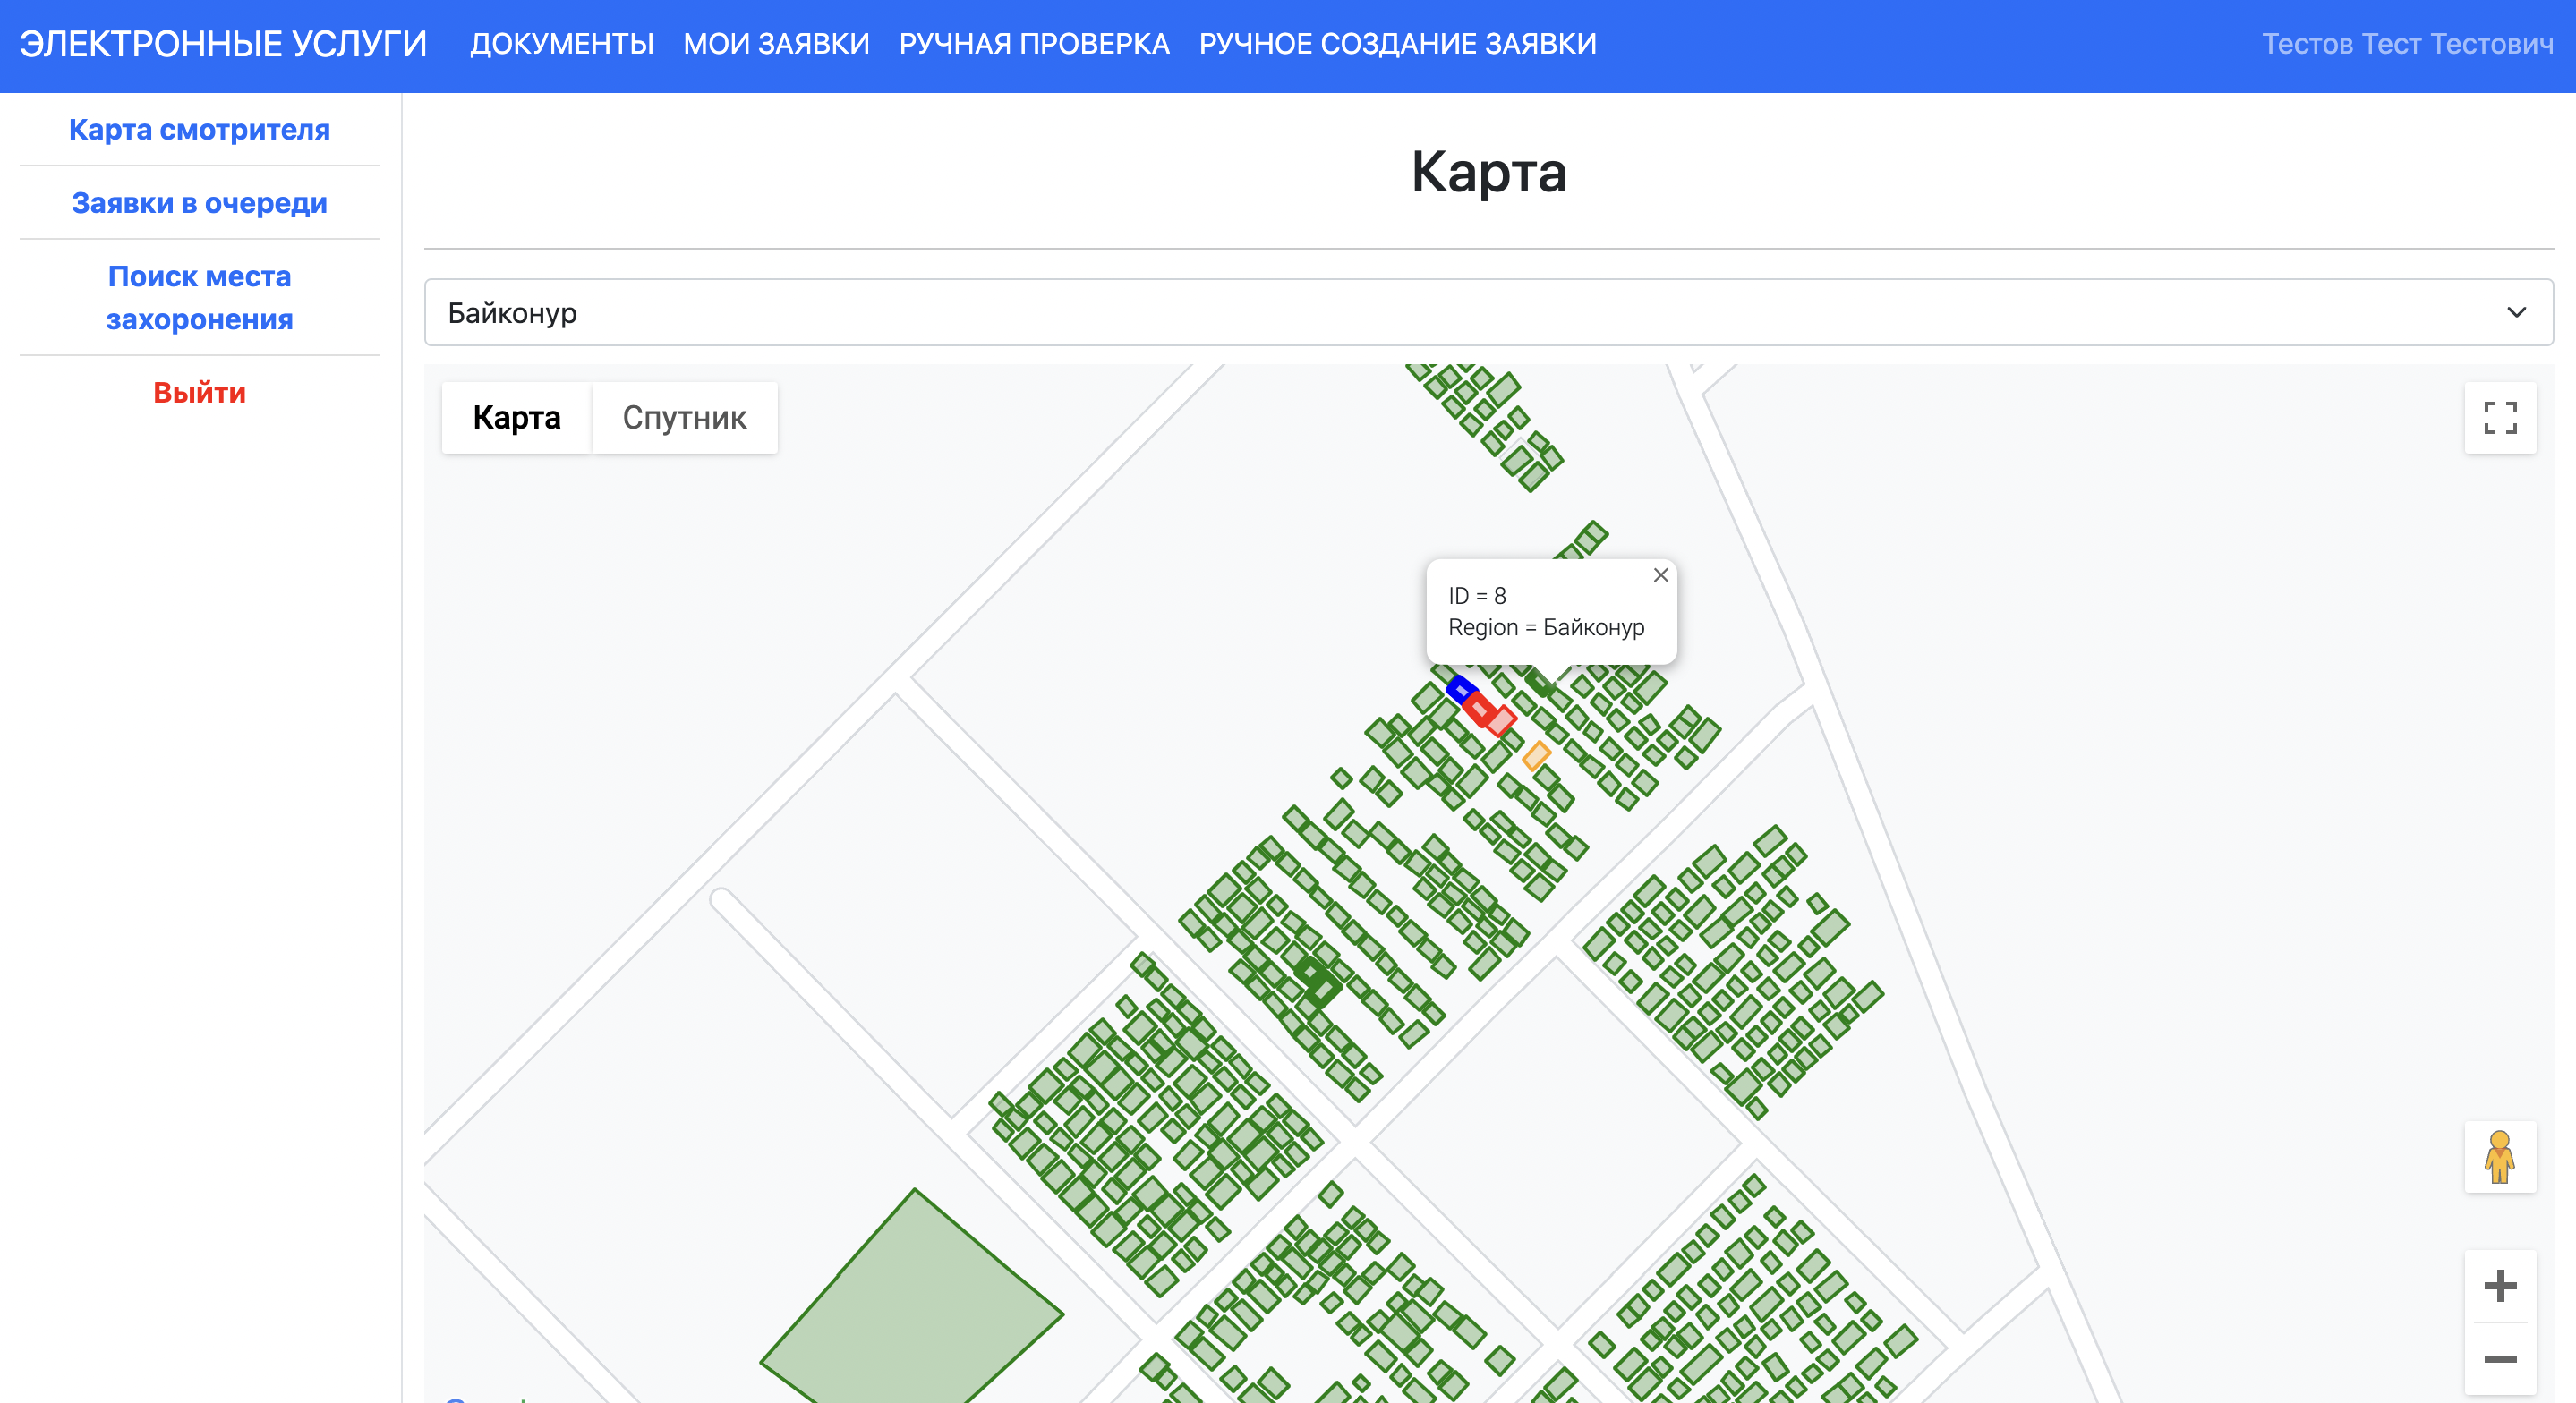 ЭЛЕКТРОННЫЕ УСЛУГИ
ДОКУМЕНТЫ
МОИ ЗАЯВКИ
РУЧНАЯ ПРОВЕРКА
РУЧНОЕ СОЗДАНИЕ ЗАЯВКИ
Тестов Тест Тестович
Карта смотрителя
Заявки в очереди
Поиск места
захоронения
Выйти
Карта
Байконур
Карта
Спутник
ID = 8
Region = Байконур